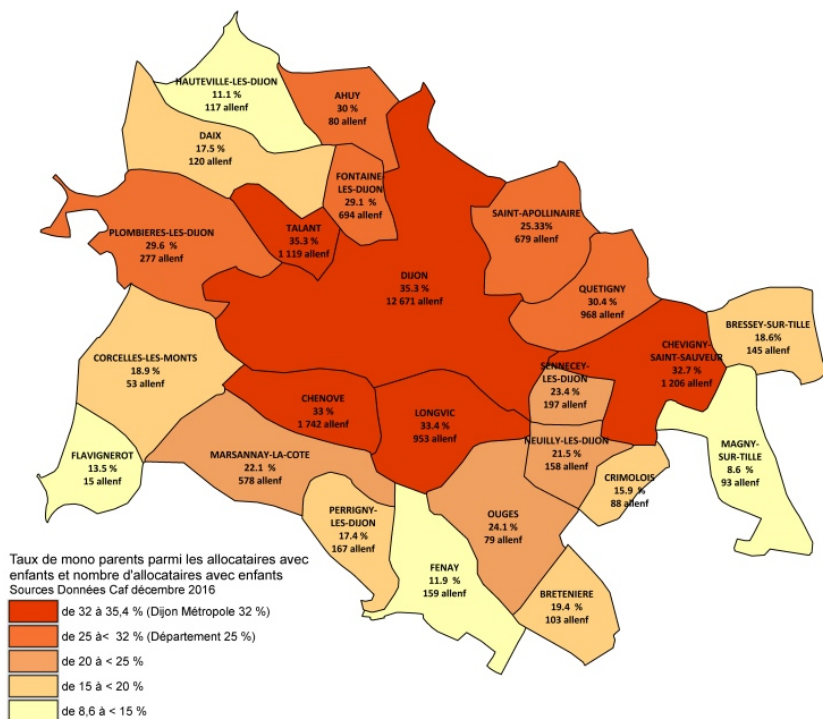 HAUTEVILLE-LES-DIJON
11.1 %
117 allenf
AHUY
30 %
80 allenf
DAIX
17.5 %
120 allenf
FONTAINE
-LES-DIJON
29.1 %
694 allenf
SAINT-APOLLINAIRE
25.33%
679 allenf
TALANT
35.3 %
1 119 allenf
PLOMBIERES-LES-DIJON
29.6 %
277 allenf
DIJON
35.3 %
12 671 allenf
QUETIGNY
30.4 %
968 allenf
BRESSEY-SUR-TILLE
18.6%
145 allenf
CHEVIGNY-
SAINT-SAUVEUR
32.7 %
1 206 allenf
CORCELLES-LES-MONTS
18.9 %
53 allenf
SENNECEY-
LES-DIJON
23.4 %
197 allenf
CHENOVE
33 %
1 742 allenf
LONGVIC
33.4 %
953 allenf
NEUILLY-LES-DIJON
21.5 %
158 allenf
MAGNY-
SUR-TILLE
8.6 %
93 allenf
FLAVIGNEROT
13.5 %
15 allenf
MARSANNAY-LA-COTE
22.1 %
578 allenf
CRIMOLOIS
15.9 %
88 allenf
PERRIGNY-
LES-DIJON
17.4 %
167 allenf
OUGES
24.1 %
79 allenf
FENAY
11.9 %
159 allenf
BRETENIERE
19.4 %
103 allenf
Taux de mono parents parmi les allocataires avec
enfants et nombre d'allocataires avec enfants
Sources Données Caf décembre 2016
de 32 à 35,4 % (Dijon Métropole 32 %)
de 25 à< 32 % (Département 25 %)
de 20 à < 25 %
de 15 à < 20 %
de 8,6 à < 15 %